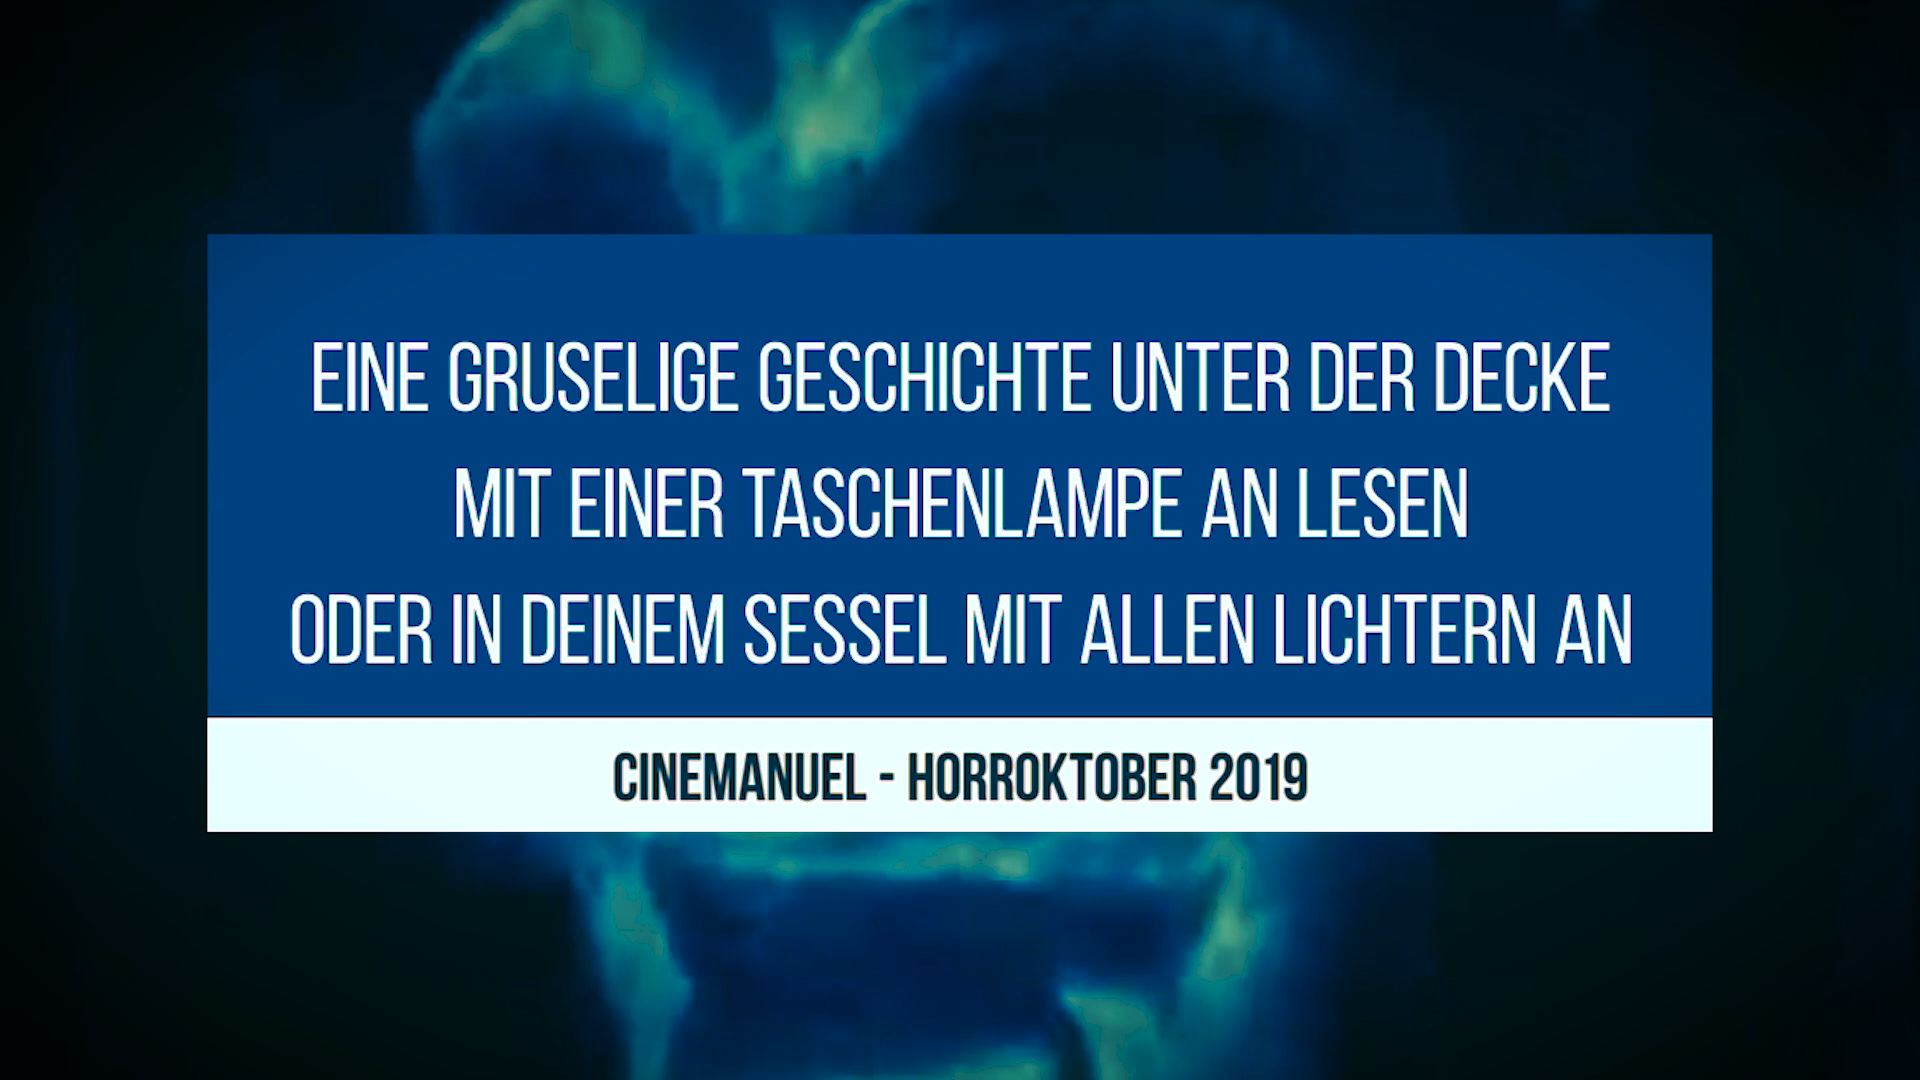 EINE GRUSELIGE GESCHICHTE UNTER DER DECKE
MIT EINER TASCHENLAMPE AN LESEN
ODER IN DEINEM SESSEL MIT ALLEN LICHTERN AN
CINEMANUEL - HORROKTOBER 2019